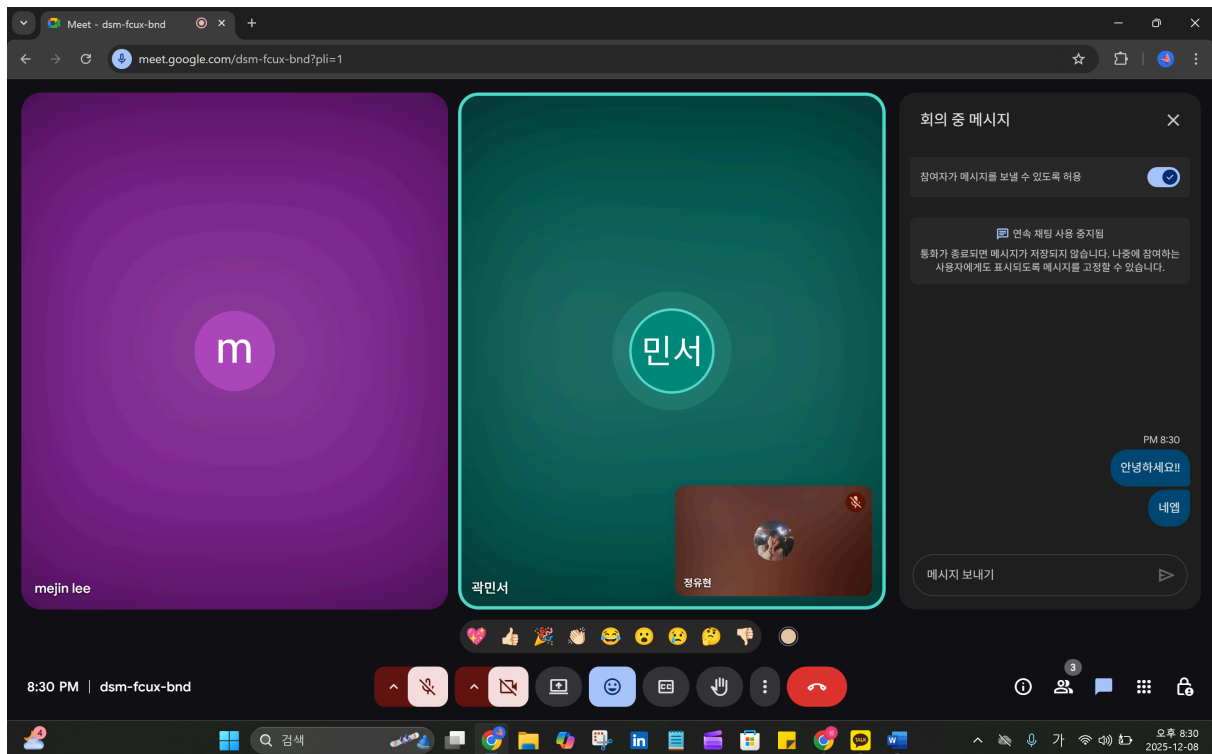 Meet - dsm-fcux-bnd
meet.google.com/dsm-fcux-bnd?pli=1
m
mejin lee
민서
곽민서
정유현
회의 중 메시지
참여자가 메시지를 보낼 수 있도록 허용
연속 채팅 사용 중지됨
통화가 종료되면 메시지가 저장되지 않습니다. 나중에 참여하는
사용자에게도 표시되도록 메시지를 고정할 수 있습니다.
PM 8:30
안녕하세요!!
네엡
메시지 보내기
8:30 PM | dsm-fcux-bnd
CC
3
4
검색
in
TALK
W
가
오후 8:30
2025-12-08